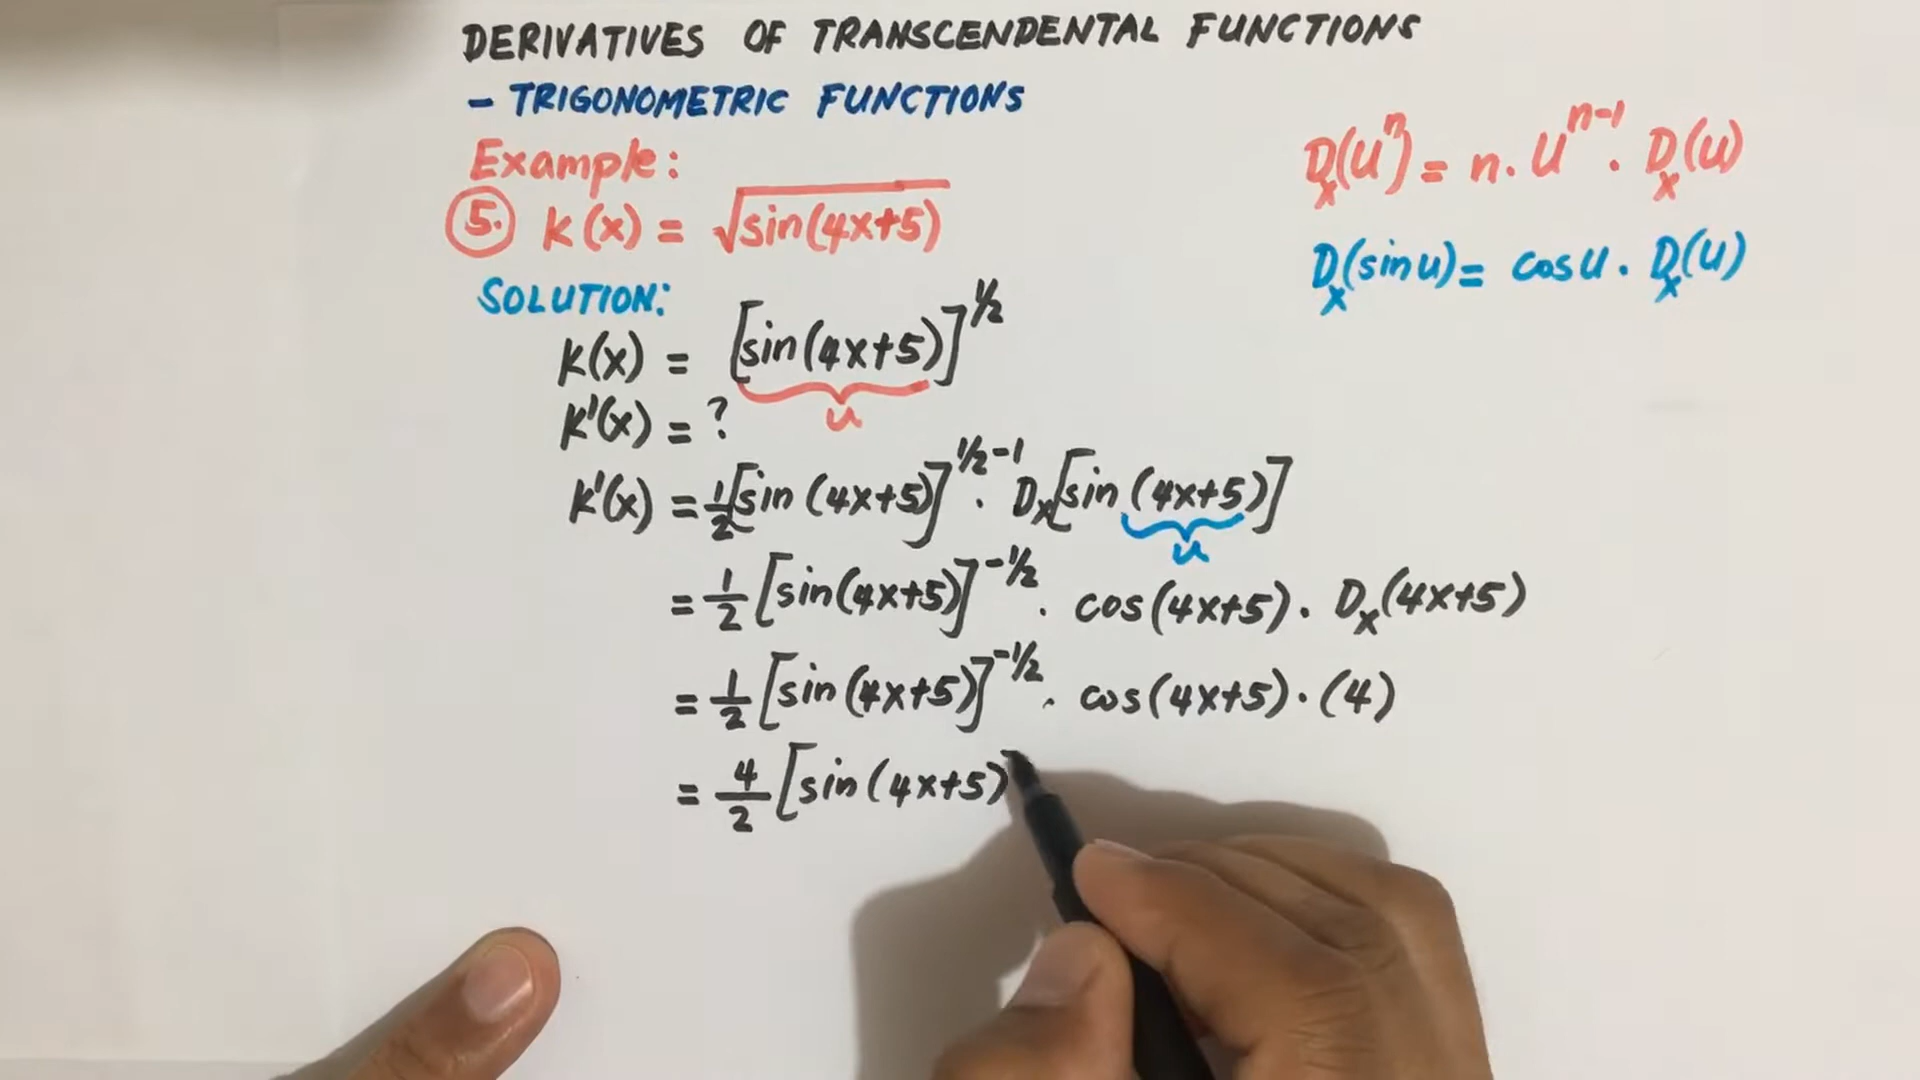 DERIVATIVES OF TRANSCENDENTAL FUNCTIONS
- TRIGONOMETRIC FUNCTIONS
Example:
5. K(x) = √sin(4x+5)
Dx(uⁿ) = n · uⁿ⁻¹ · Dx(u)
Dx(sin u) = cos u · Dx(u)
SOLUTION:
K(x) = [sin(4x+5)]^1/2
u
K'(x) = ?
K'(x) = 1/2 [sin(4x+5)]^1/2-1 · Dx[sin(4x+5)]
u
= 1/2 [sin(4x+5)]^-1/2 · cos(4x+5) · Dx(4x+5)
= 1/2 [sin(4x+5)]^-1/2 · cos(4x+5) · (4)
= 4/2 [sin(4x+5)